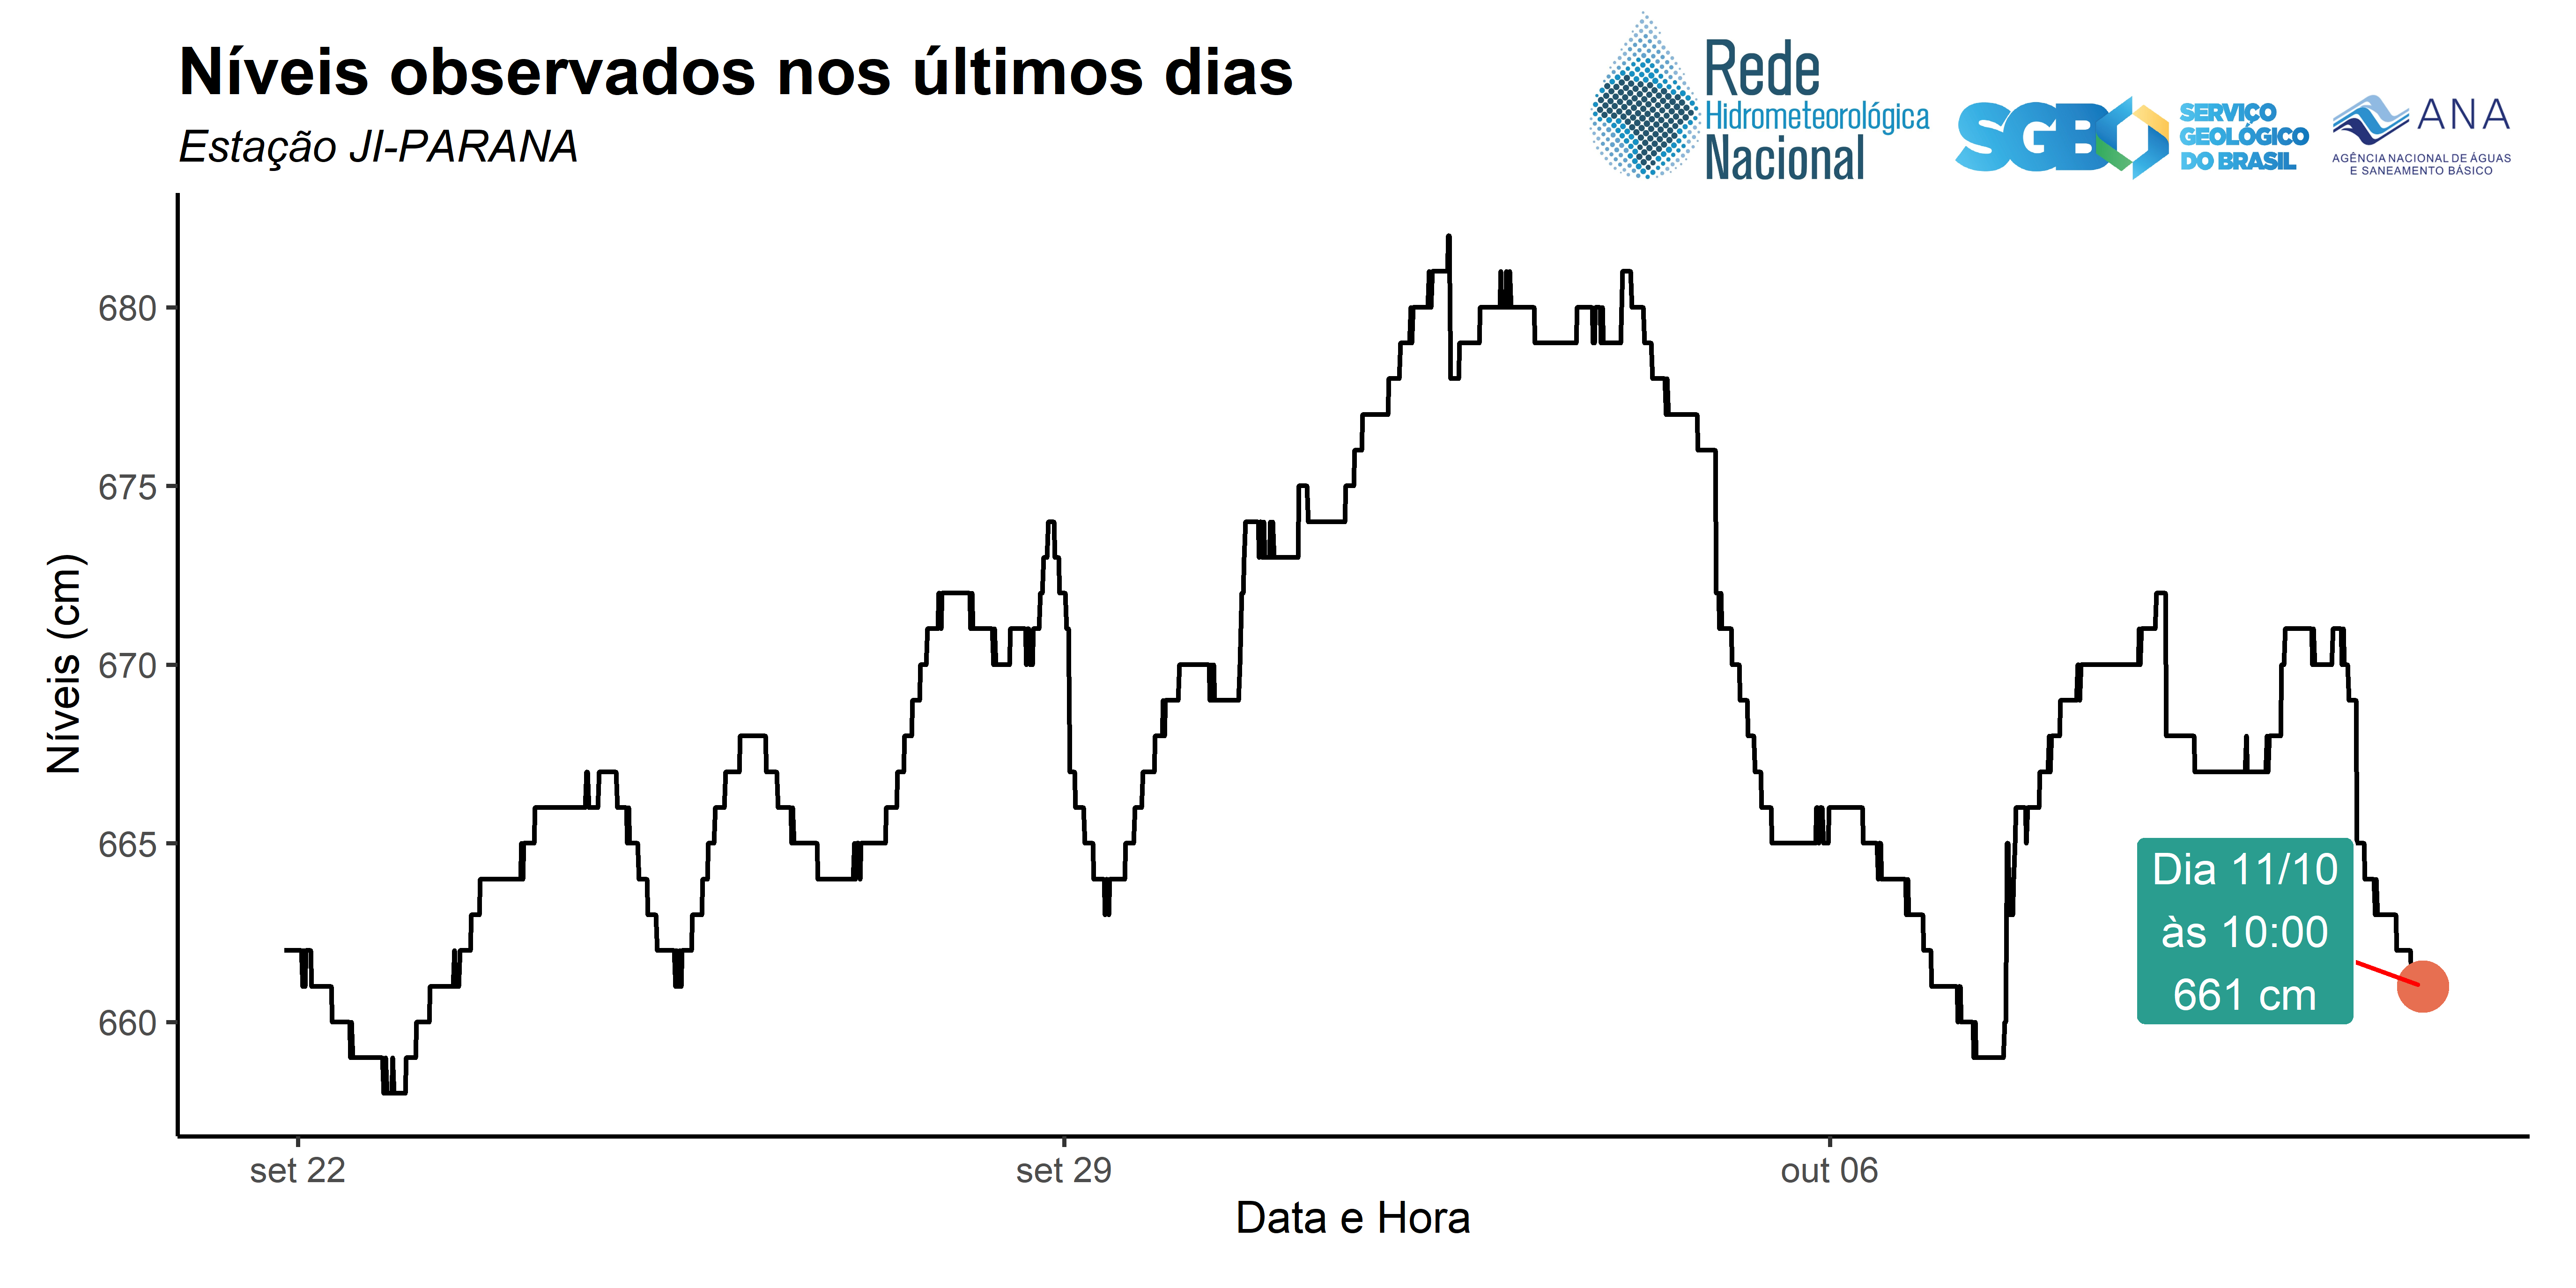 Níveis observados nos últimos dias
Estação JI-PARANA
Rede
Hidrometeorológica
Nacional
SGB
SERVIÇO
GEOLÓGICO
DO BRASIL
ANA
AGÊNCIA NACIONAL DE ÁGUAS
E SANEAMENTO BÁSICO
Níveis (cm)
680
675
670
665
660
Dia 11/10
às 10:00
661 cm
set 22
set 29
out 06
Data e Hora